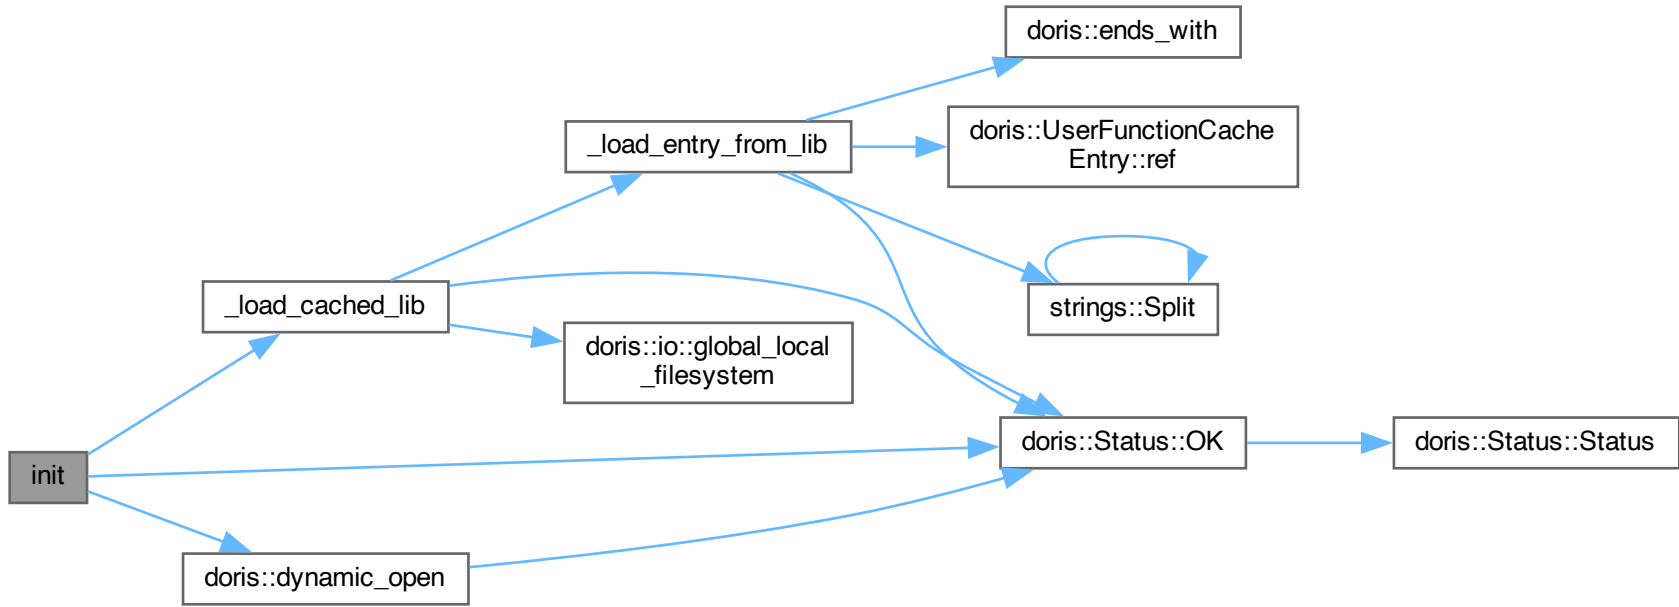 doris::ends_with
_load_entry_from_lib
doris::UserFunctionCache
Entry::ref
_load_cached_lib
strings::Split
doris::io::global_local
_filesystem
init
doris::Status::OK
doris::Status::Status
doris::dynamic_open